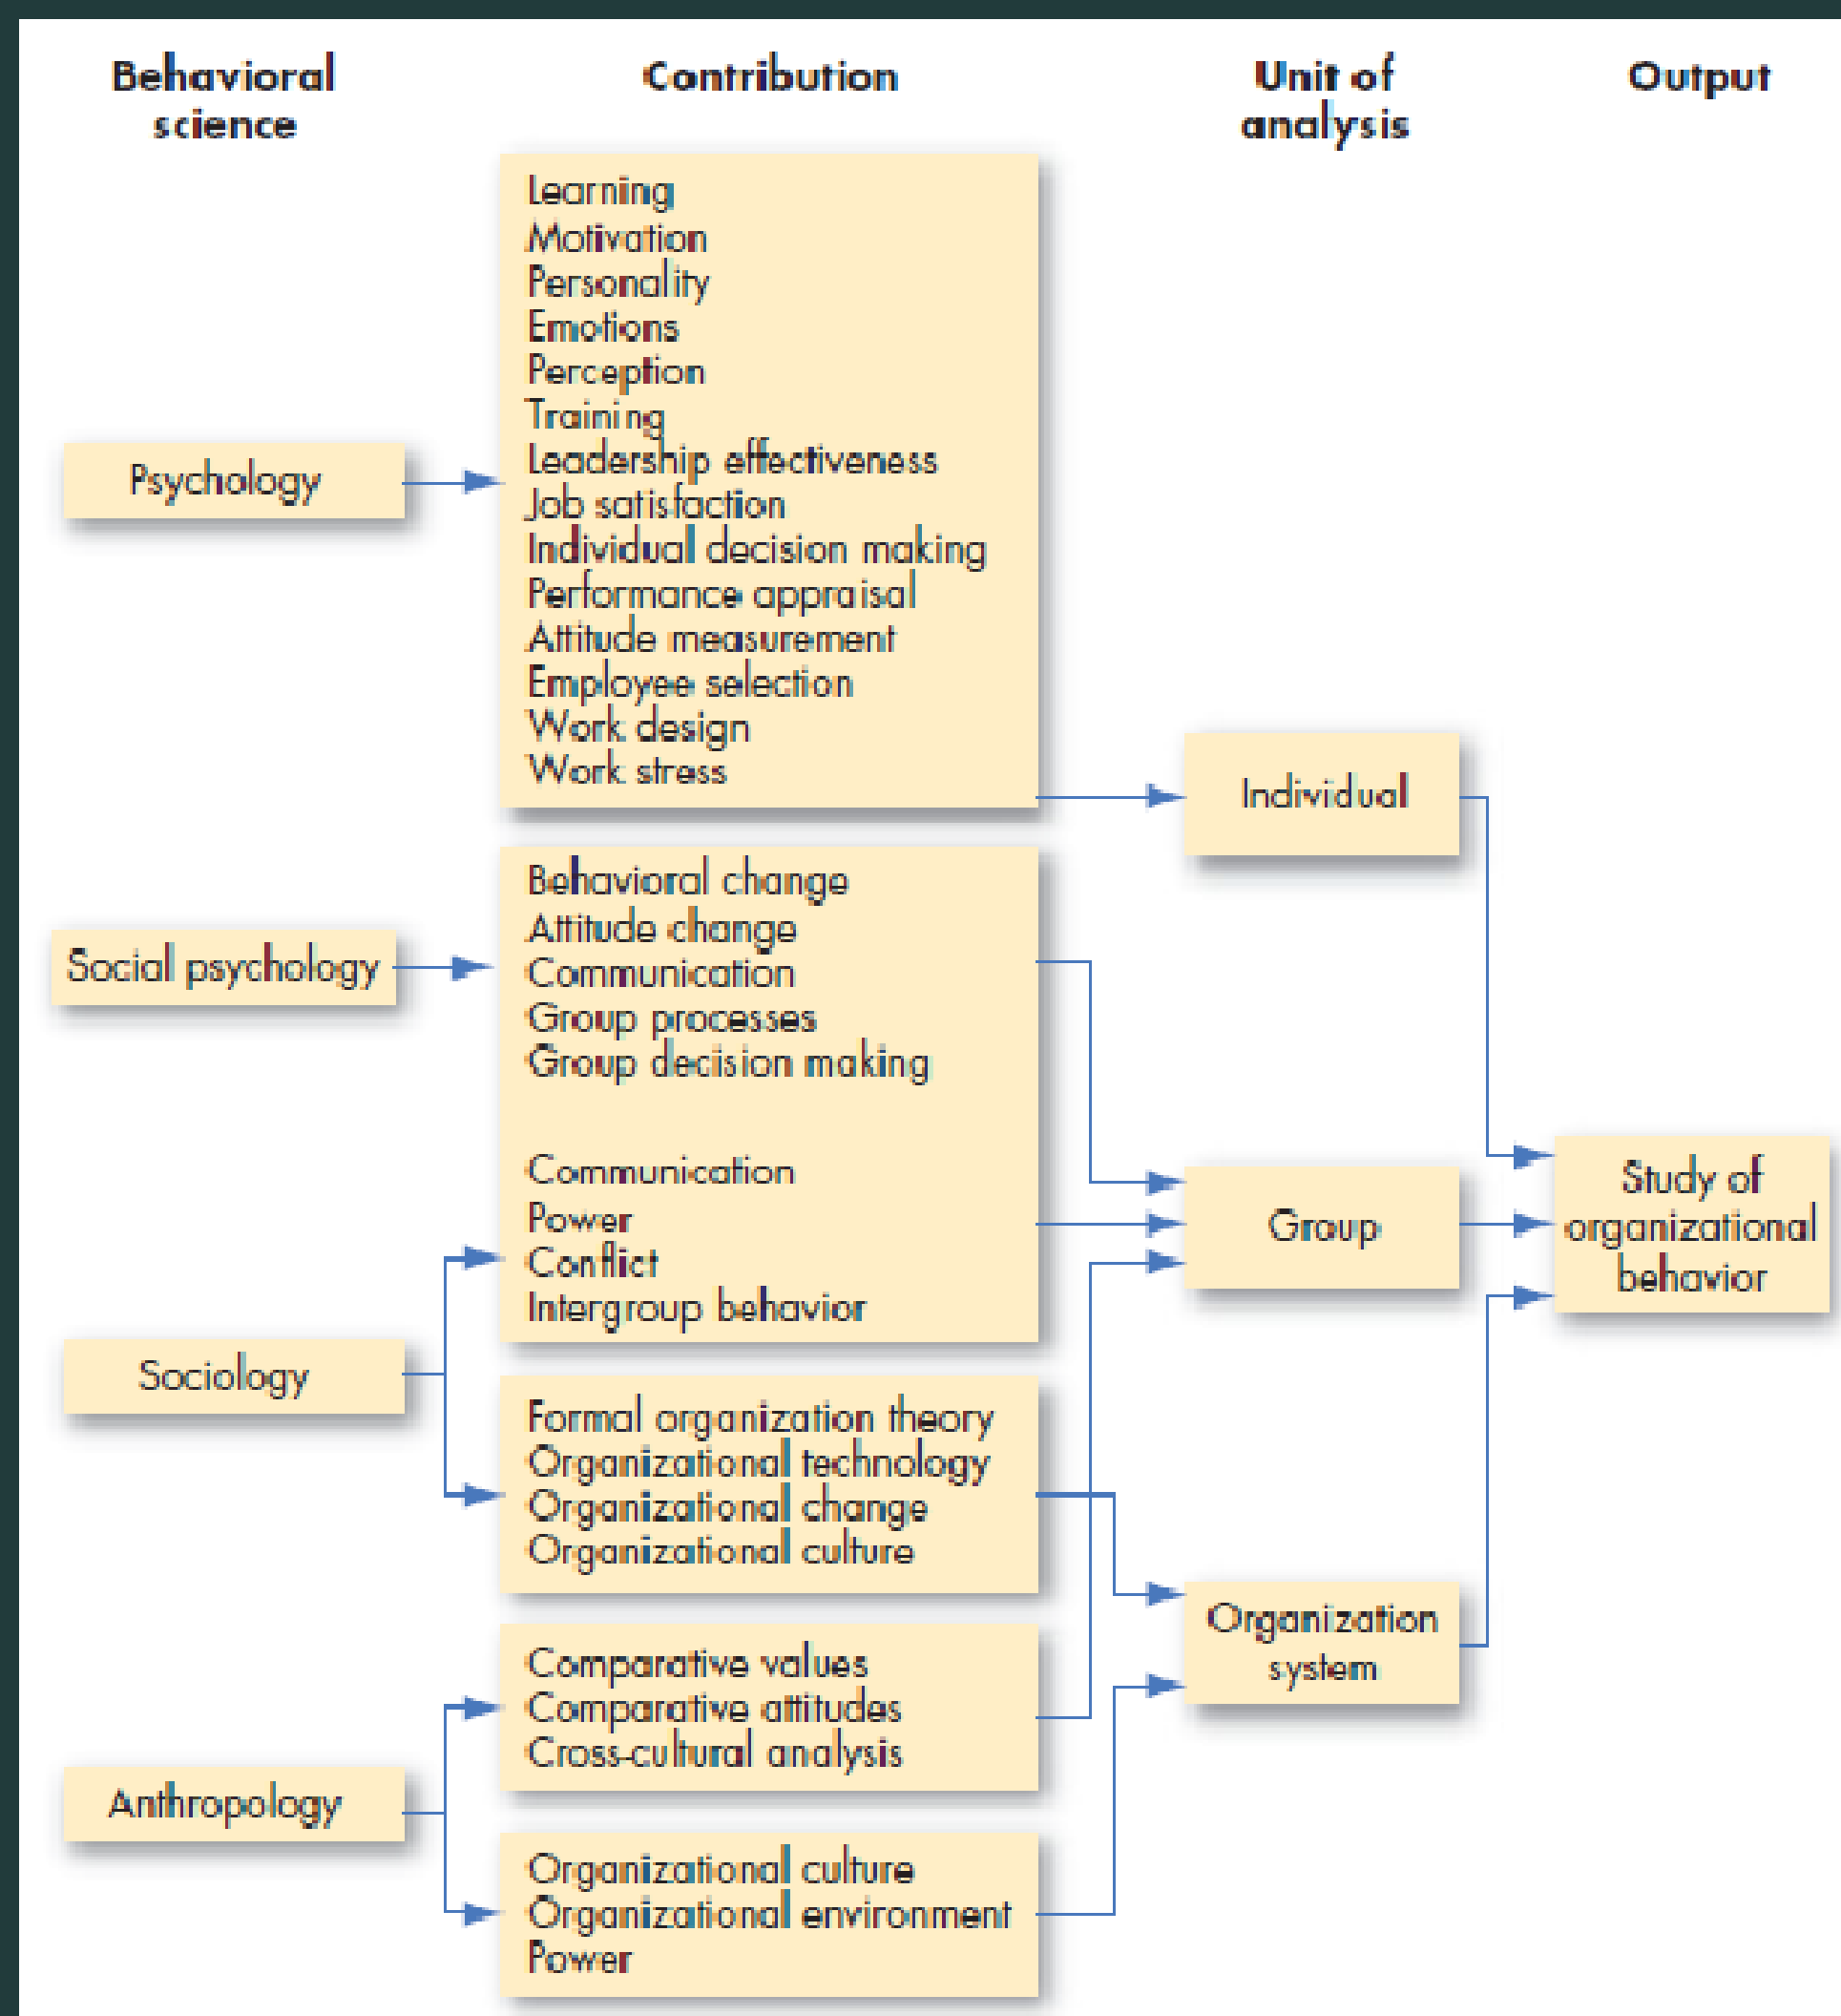 Behavioral
science
Contribution
Unit of
analysis
Output
Psychology
Learning
Motivation
Personality
Emotions
Perception
Training
Leadership effectiveness
Job satisfaction
Individual decision making
Performance appraisal
Attitude measurement
Employee selection
Work design
Work stress
Individual
Social psychology
Behavioral change
Attitude change
Communication
Group processes
Group decision making
Communication
Power
Conflict
Intergroup behavior
Group
Study of
organizational
behavior
Sociology
Formal organization theory
Organizational technology
Organizational change
Organizational culture
Organization
system
Anthropology
Comparative values
Comparative attitudes
Cross-cultural analysis
Organizational culture
Organizational environment
Power